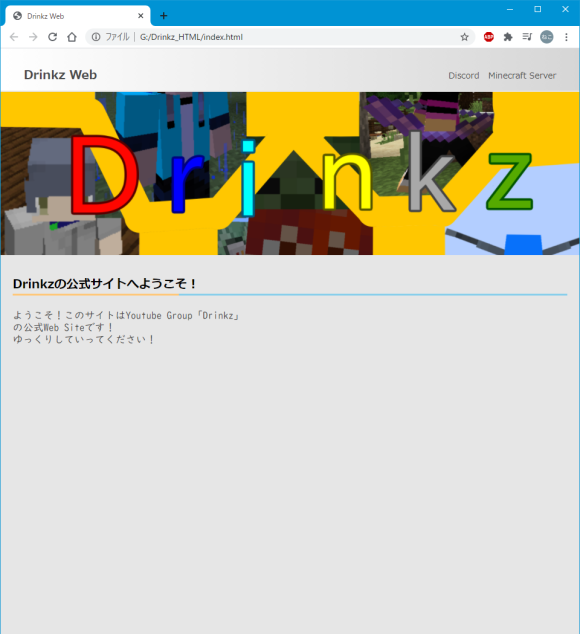 Drinkz Web
ファイル | G:/Drinkz_HTML/index.html
ABP
ねこ
Drinkz Web
Discord Minecraft Server
Drinkz
Drinkzの公式サイトへようこそ！
ようこそ！このサイトはYoutube Group「Drinkz」
の公式Web Siteです！
ゆっくりしていってください！